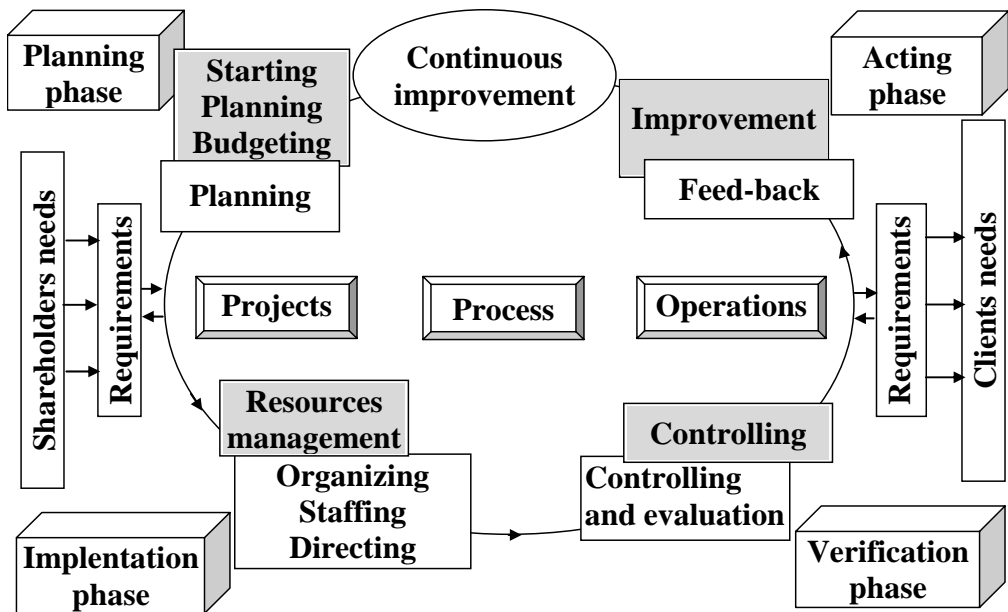 Planning
phase
Starting
Planning
Budgeting
Planning
Continuous
improvement
Improvement
Feed-back
Acting
phase
Shareholders needs
Requirements
Projects
Process
Operations
Requirements
Clients needs
Resources
management
Organizing
Staffing
Directing
Controlling
Controlling
and evaluation
Implentation
phase
Verification
phase